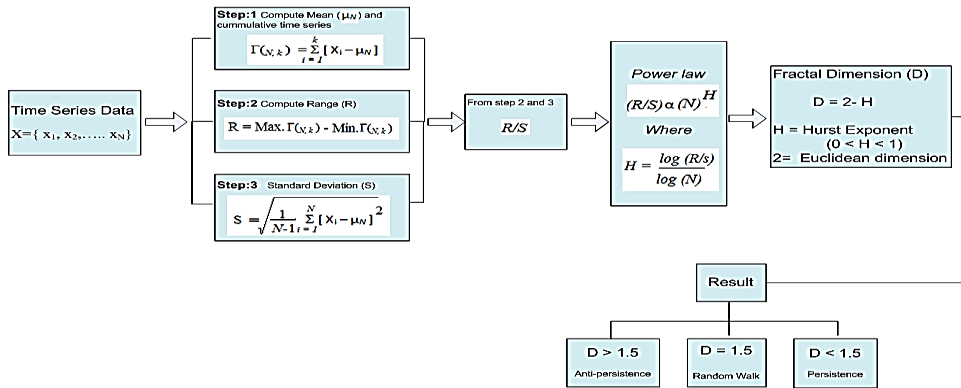 Time Series Data
X={ x₁, x₂,..... xN}
Step:1 Compute Mean (μN) and
cummulative time series
Γ(N,k) = Σ(i=1 to k) [Xi – μN]
Step:2 Compute Range (R)
R = Max.Γ(N,k) - Min.Γ(N,k)
Step:3 Standard Deviation (S)
S = √(1/(N-1) Σ(i=1 to N) [Xi – μN]²)
From step 2 and 3
R/S
Power law
(R/S) α (N)^H
Where
H = log (R/s) / log (N)
Fractal Dimension (D)
D = 2- H
H = Hurst Exponent
(0 < H < 1)
2= Euclidean dimension
Result
D > 1.5
Anti-persistence
D = 1.5
Random Walk
D < 1.5
Persistence